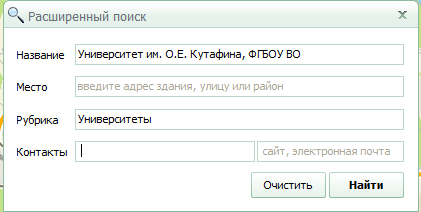 Расширенный поиск
Название Университет им. О.Е. Кутафина, ФГБОУ ВО
Место введите адрес здания, улицу или район
Рубрика Университеты
Контакты сайт, электронная почта
Очистить Найти